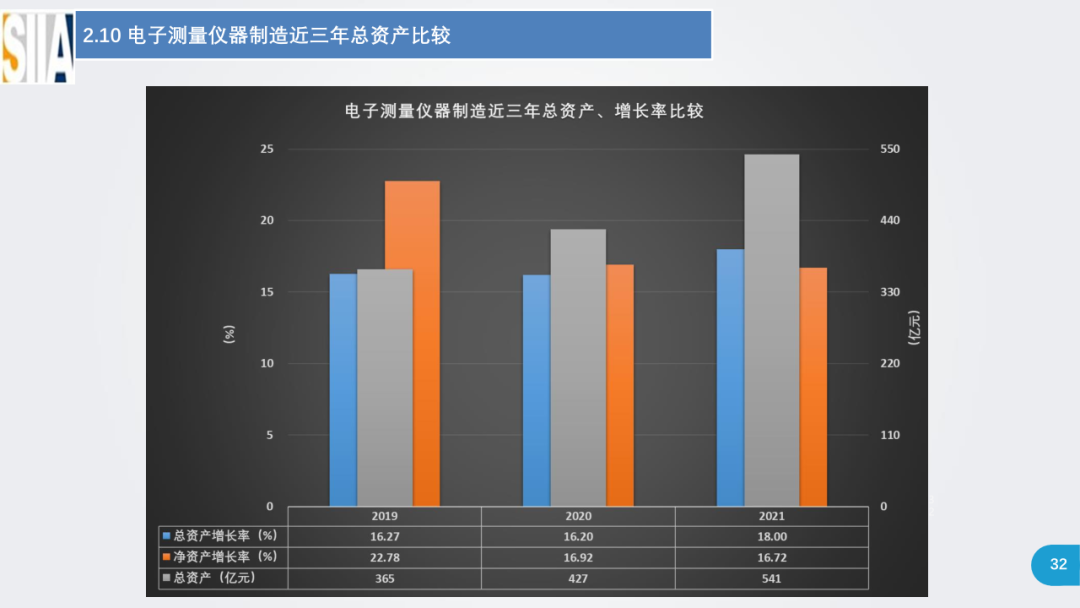 SIIA
2.10 电子测量仪器制造近三年总资产比较
电子测量仪器制造近三年总资产、增长率比较
25 550
20 440
15 330
(%) (亿元)
10 220
5 110
0 0
2019 2020 2021
总资产增长率（%） 16.27 16.20 18.00
净资产增长率（%） 22.78 16.92 16.72
总资产（亿元） 365 427 541
32